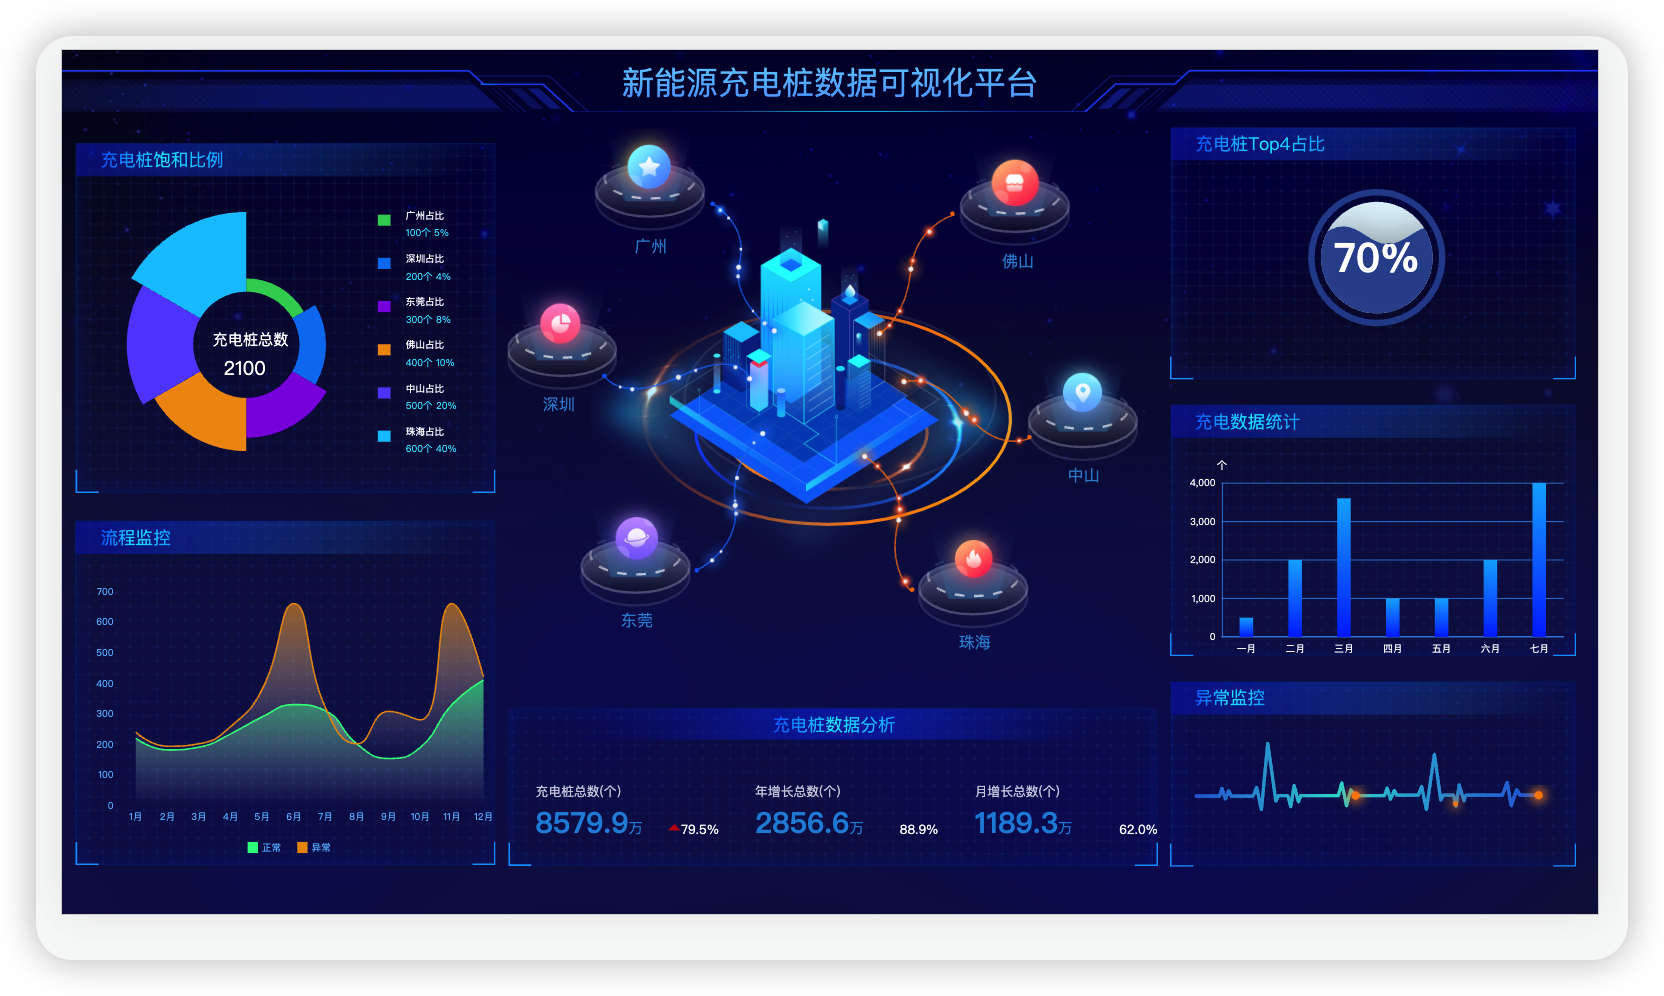 新能源充电桩数据可视化平台
充电桩饱和比例
广州占比
100个 5%
深圳占比
200个 4%
东莞占比
300个 8%
佛山占比
400个 10%
中山占比
500个 20%
珠海占比
600个 40%
充电桩总数
2100
流程监控
700
600
500
400
300
200
100
0
1月 2月 3月 4月 5月 6月 7月 8月 9月 10月 11月 12月
正常 异常
广州
佛山
深圳
中山
东莞
珠海
充电桩数据分析
充电桩总数(个) 年增长总数(个) 月增长总数(个)
8579.9万 79.5% 2856.6万 88.9% 1189.3万 62.0%
充电桩Top4占比
70%
充电数据统计
个
4,000
3,000
2,000
1,000
0
一月 二月 三月 四月 五月 六月 七月
异常监控